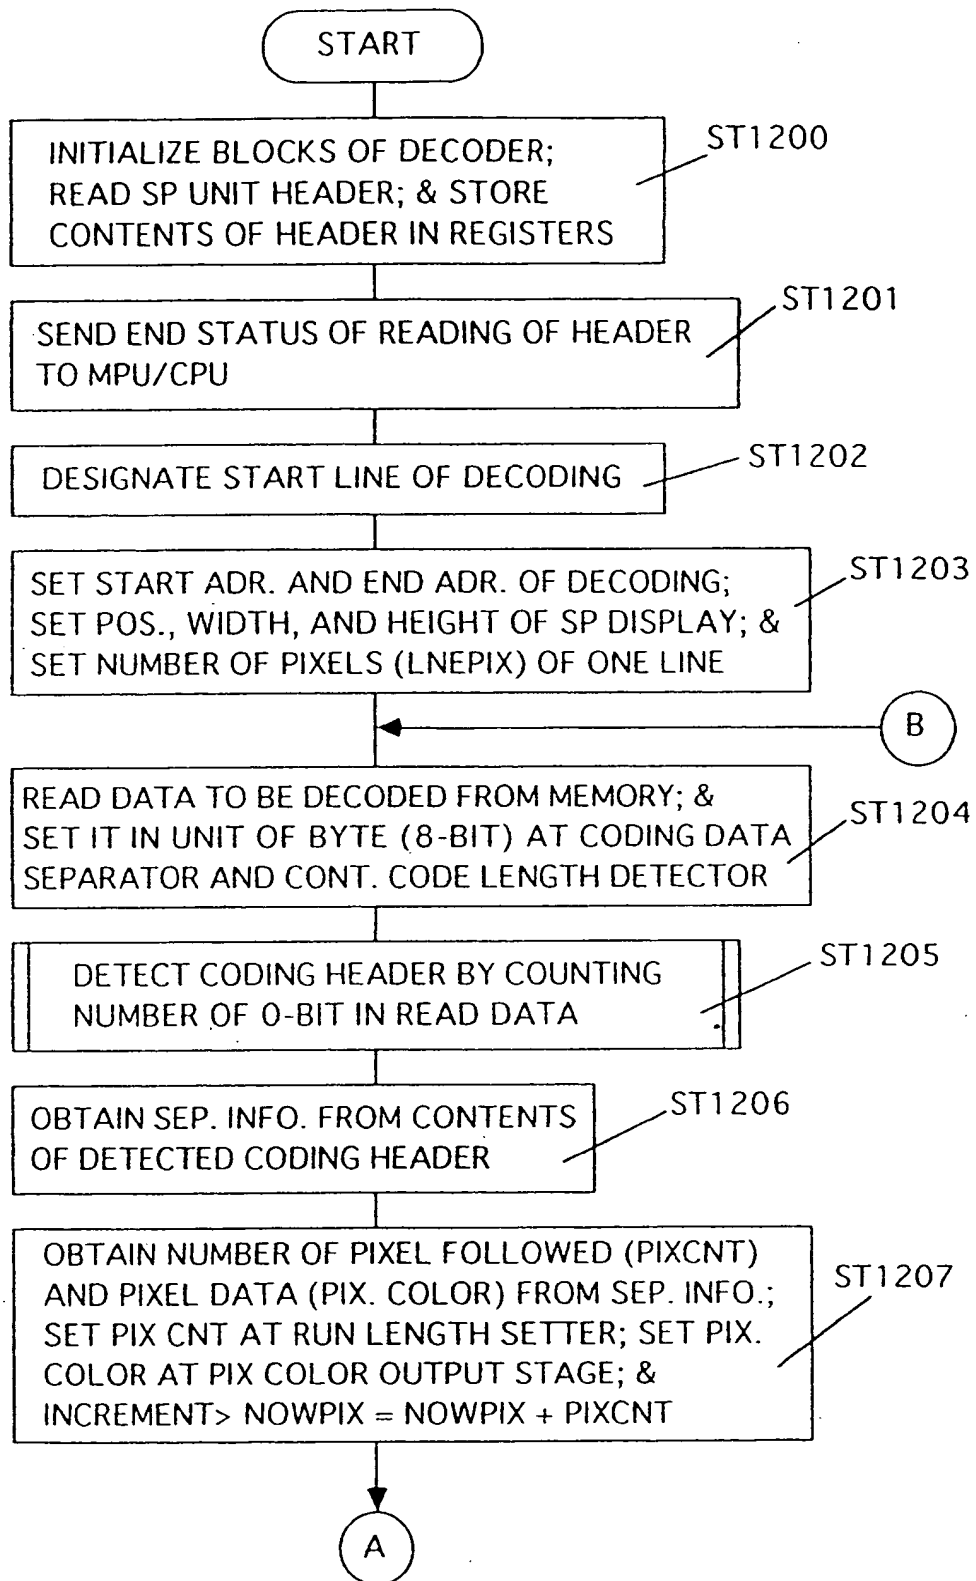 START
INITIALIZE BLOCKS OF DECODER;
READ SP UNIT HEADER; & STORE
CONTENTS OF HEADER IN REGISTERS
ST1200
SEND END STATUS OF READING OF HEADER
TO MPU/CPU
ST1201
DESIGNATE START LINE OF DECODING
ST1202
SET START ADR. AND END ADR. OF DECODING;
SET POS., WIDTH, AND HEIGHT OF SP DISPLAY; &
SET NUMBER OF PIXELS (LNEPIX) OF ONE LINE
ST1203
B
READ DATA TO BE DECODED FROM MEMORY; &
SET IT IN UNIT OF BYTE (8-BIT) AT CODING DATA
SEPARATOR AND CONT. CODE LENGTH DETECTOR
ST1204
DETECT CODING HEADER BY COUNTING
NUMBER OF 0-BIT IN READ DATA
ST1205
OBTAIN SEP. INFO. FROM CONTENTS
OF DETECTED CODING HEADER
ST1206
OBTAIN NUMBER OF PIXEL FOLLOWED (PIXCNT)
AND PIXEL DATA (PIX. COLOR) FROM SEP. INFO.;
SET PIX CNT AT RUN LENGTH SETTER; SET PIX.
COLOR AT PIX COLOR OUTPUT STAGE; &
INCREMENT> NOWPIX = NOWPIX + PIXCNT
ST1207
A